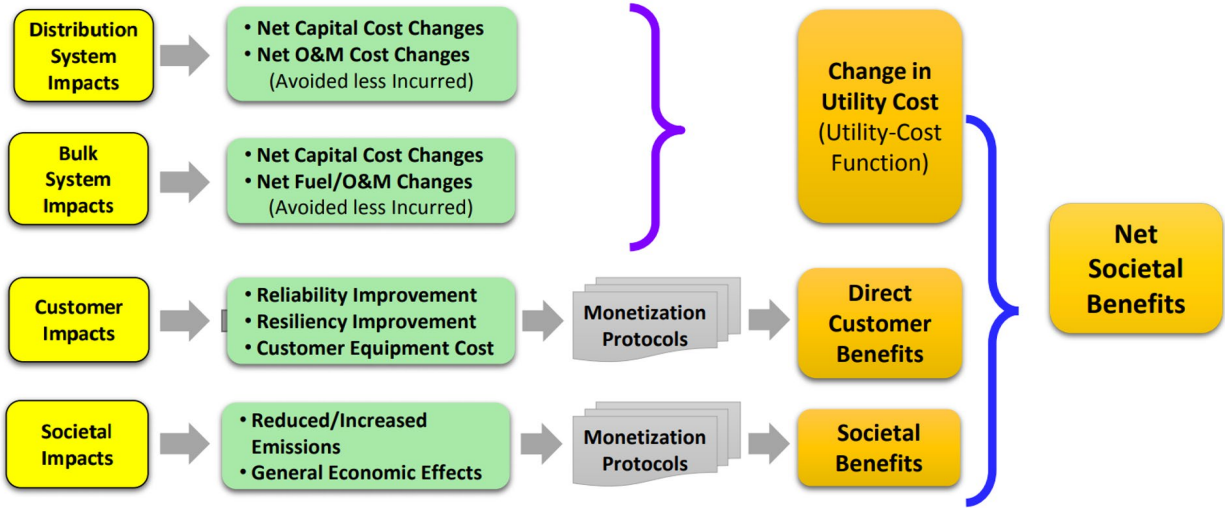 Distribution
System
Impacts
• Net Capital Cost Changes
• Net O&M Cost Changes
(Avoided less Incurred)
Change in
Utility Cost
(Utility-Cost
Function)
Bulk
System
Impacts
• Net Capital Cost Changes
• Net Fuel/O&M Changes
(Avoided less Incurred)
Net
Societal
Benefits
Customer
Impacts
• Reliability Improvement
• Resiliency Improvement
• Customer Equipment Cost
Monetization
Protocols
Direct
Customer
Benefits
Societal
Impacts
• Reduced/Increased
Emissions
• General Economic Effects
Monetization
Protocols
Societal
Benefits